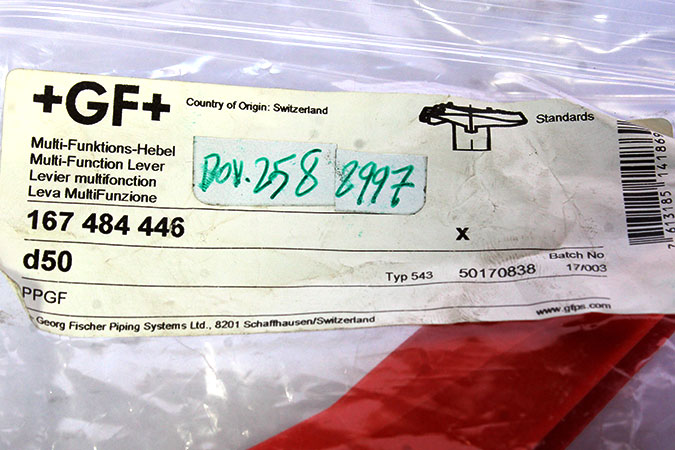 +GF+
Country of Origin: Switzerland
Standards
Multi-Funktions-Hebel
Multi-Function Lever
Levier multifonction
Leva MultiFunzione
BOV.258 2997
167 484 446
x
d50
Typ 543
50170838
Batch No
17/003
PPGF
www.gfps.com
Georg Fischer Piping Systems Ltd., 8201 Schaffhausen/Switzerland
7 613185 141869